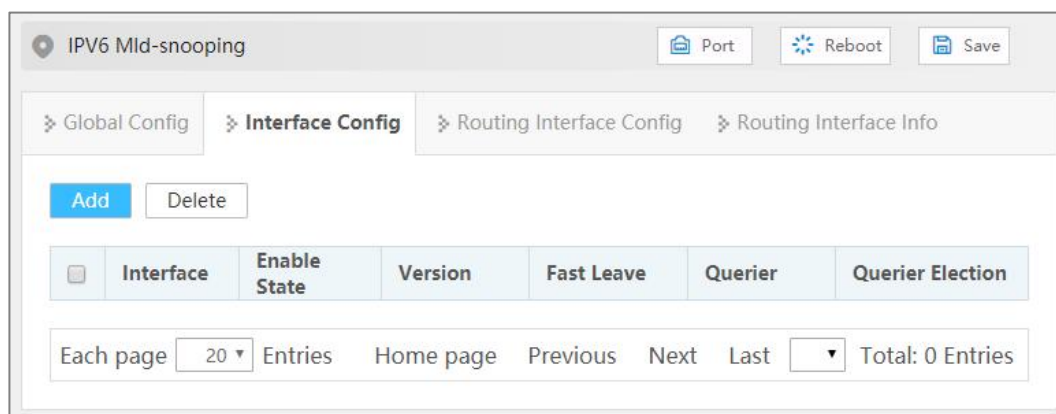 IPV6 Mld-snooping Port Reboot Save
Global Config Interface Config Routing Interface Config Routing Interface Info
Add Delete
Interface Enable State Version Fast Leave Querier Querier Election
Each page 20 Entries Home page Previous Next Last Total: 0 Entries